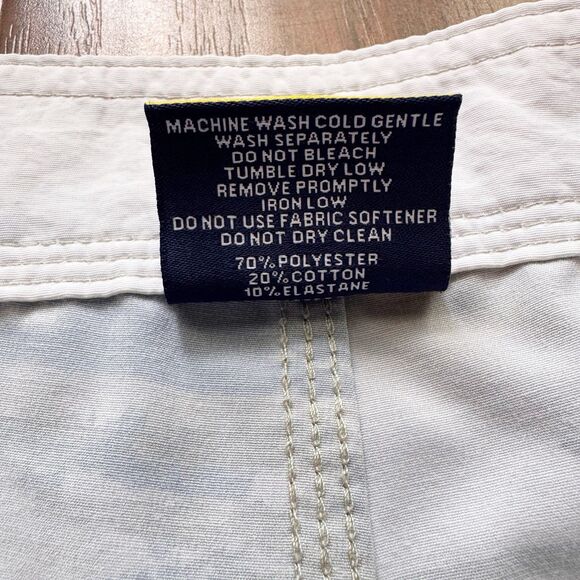 MACHINE WASH COLD GENTLE
WASH SEPARATELY
DO NOT BLEACH
TUMBLE DRY LOW
REMOVE PROMPTLY
IRON LOW
DO NOT USE FABRIC SOFTENER
DO NOT DRY CLEAN
70% POLYESTER
20% COTTON
10% ELASTANE